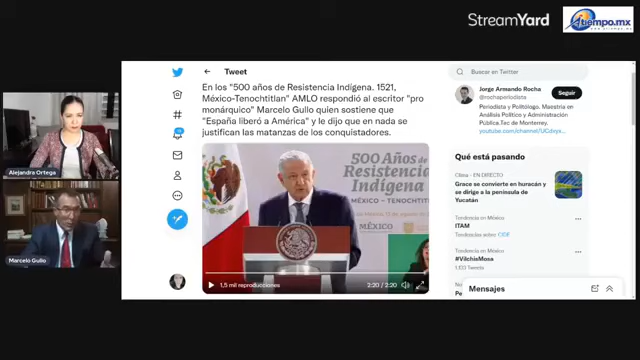 StreamYard
Atiempo.mx
Tweet
Buscar en Twitter
En los "500 años de Resistencia Indígena. 1521,
México-Tenochtitlan" AMLO respondió al escritor "pro
monárquico" Marcelo Gullo quien sostiene que
"España liberó a América" y le dijo que en nada se
justifican las matanzas de los conquistadores.
Jorge Armando Rocha
@rochaperiodista
Seguir
Periodista y Politólogo. Maestría en
Análisis Político y Administración
Pública.Tec de Monterrey.
Alejandra Ortega
Marcelo Gullo
500 Años de
Resistencia
Indígena
MÉXICO - TENOCHTITLAN
MÉXICO
1,5 mil reproducciones
2:20 / 2:20
Qué está pasando
Clima - EN DIRECTO
Grace se convierte en huracán y
se dirige a la península de
Yucatán
Tendencia en México
ITAM
Tendencias sobre
Tendencia en México
#VilchisMosa
Mensajes